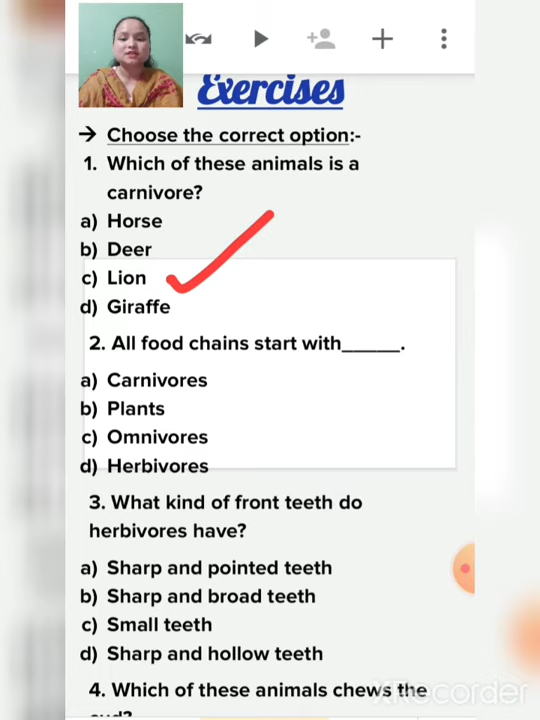 Exercises
→ Choose the correct option:-
1. Which of these animals is a
carnivore?
a) Horse
b) Deer
c) Lion
d) Giraffe
2. All food chains start with______.
a) Carnivores
b) Plants
c) Omnivores
d) Herbivores
3. What kind of front teeth do
herbivores have?
a) Sharp and pointed teeth
b) Sharp and broad teeth
c) Small teeth
d) Sharp and hollow teeth
4. Which of these animals chews the
cud?
XRecorder